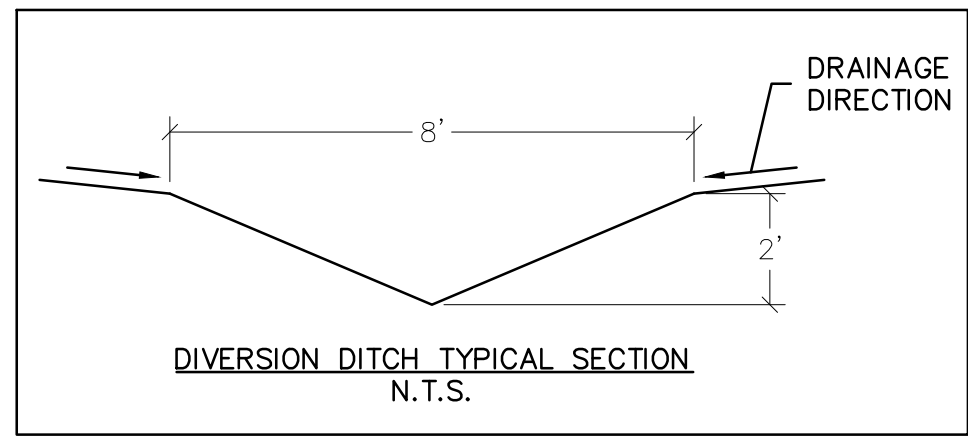 DRAINAGE
DIRECTION
8'
2'
DIVERSION DITCH TYPICAL SECTION
N.T.S.